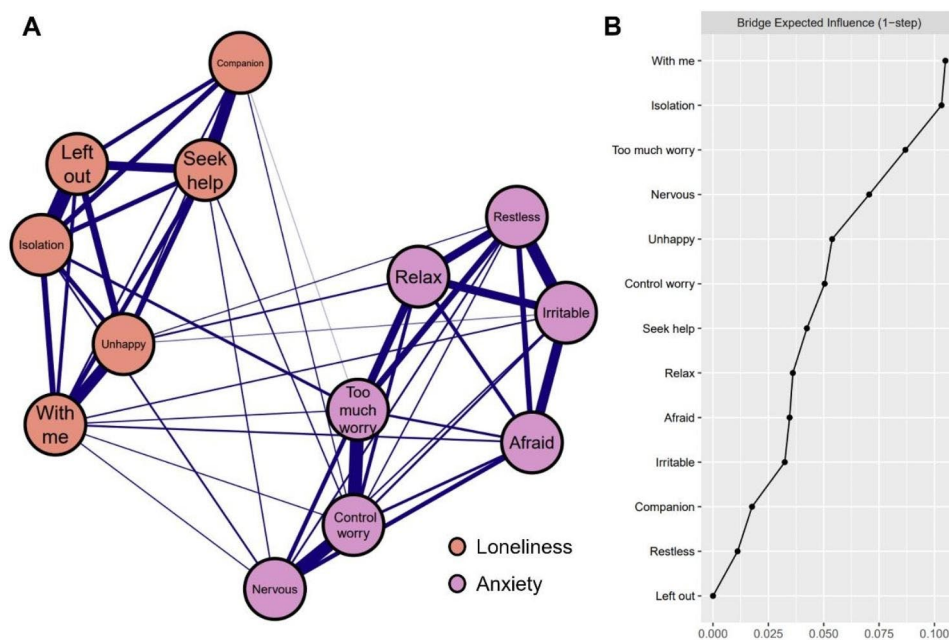 A
Companion
Left
out
Seek
help
Isolation
Unhappy
With
me
Restless
Relax
Irritable
Too
much
worry
Afraid
Control
worry
Nervous
Loneliness
Anxiety
B
Bridge Expected Influence (1−step)
With me
Isolation
Too much worry
Nervous
Unhappy
Control worry
Seek help
Relax
Afraid
Irritable
Companion
Restless
Left out
0.000 0.025 0.050 0.075 0.100